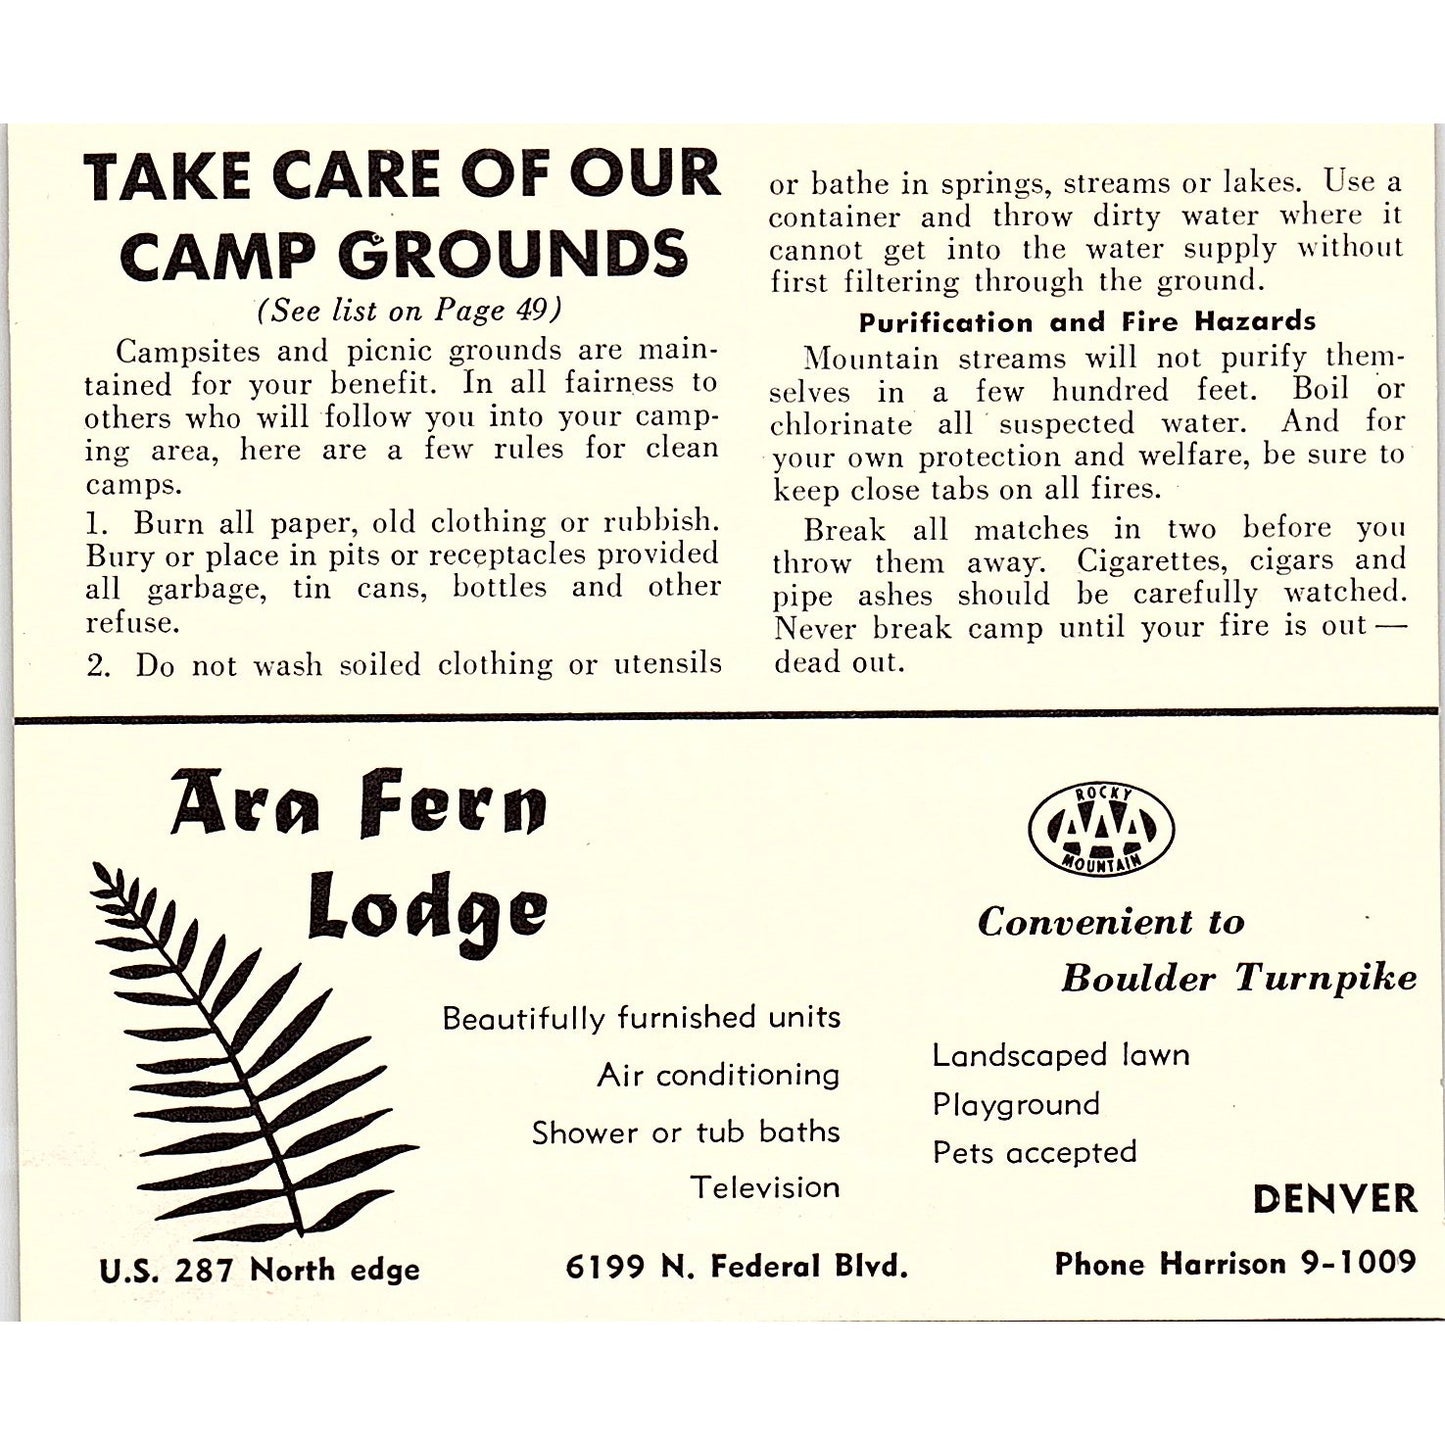 TAKE CARE OF OUR
CAMP GROUNDS
(See list on Page 49)
Campsites and picnic grounds are main-
tained for your benefit. In all fairness to
others who will follow you into your camp-
ing area, here are a few rules for clean
camps.
1. Burn all paper, old clothing or rubbish.
Bury or place in pits or receptacles provided
all garbage, tin cans, bottles and other
refuse.
2. Do not wash soiled clothing or utensils
or bathe in springs, streams or lakes. Use a
container and throw dirty water where it
cannot get into the water supply without
first filtering through the ground.
Purification and Fire Hazards
Mountain streams will not purify them-
selves in a few hundred feet. Boil or
chlorinate all suspected water. And for
your own protection and welfare, be sure to
keep close tabs on all fires.
Break all matches in two before you
throw them away. Cigarettes, cigars and
pipe ashes should be carefully watched.
Never break camp until your fire is out —
dead out.
Ara Fern
Lodge
Beautifully furnished units
Air conditioning
Shower or tub baths
Television
ROCKY
AAA
MOUNTAIN
Convenient to
Boulder Turnpike
Landscaped lawn
Playground
Pets accepted
DENVER
U.S. 287 North edge
6199 N. Federal Blvd.
Phone Harrison 9-1009